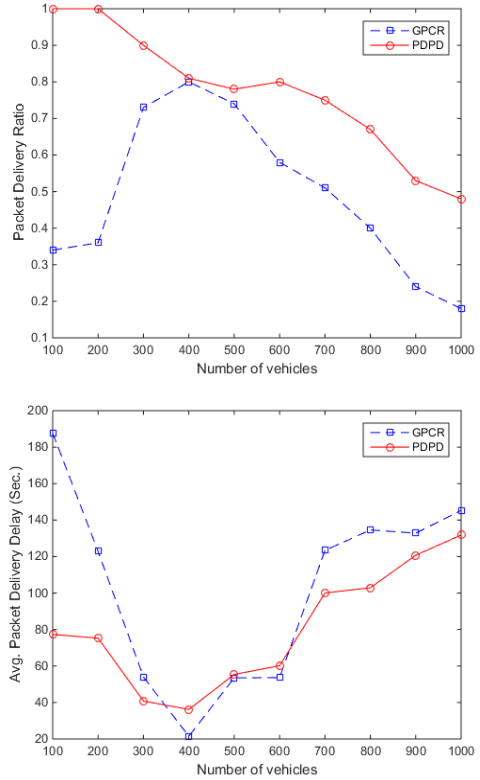 1
0.9
0.8
0.7
0.6
0.5
0.4
0.3
0.2
0.1
Packet Delivery Ratio
GPCR
PDPD
100 200 300 400 500 600 700 800 900 1000
Number of vehicles
200
180
160
140
120
100
80
60
40
20
Avg. Packet Delivery Delay (Sec.)
GPCR
PDPD
100 200 300 400 500 600 700 800 900 1000
Number of vehicles